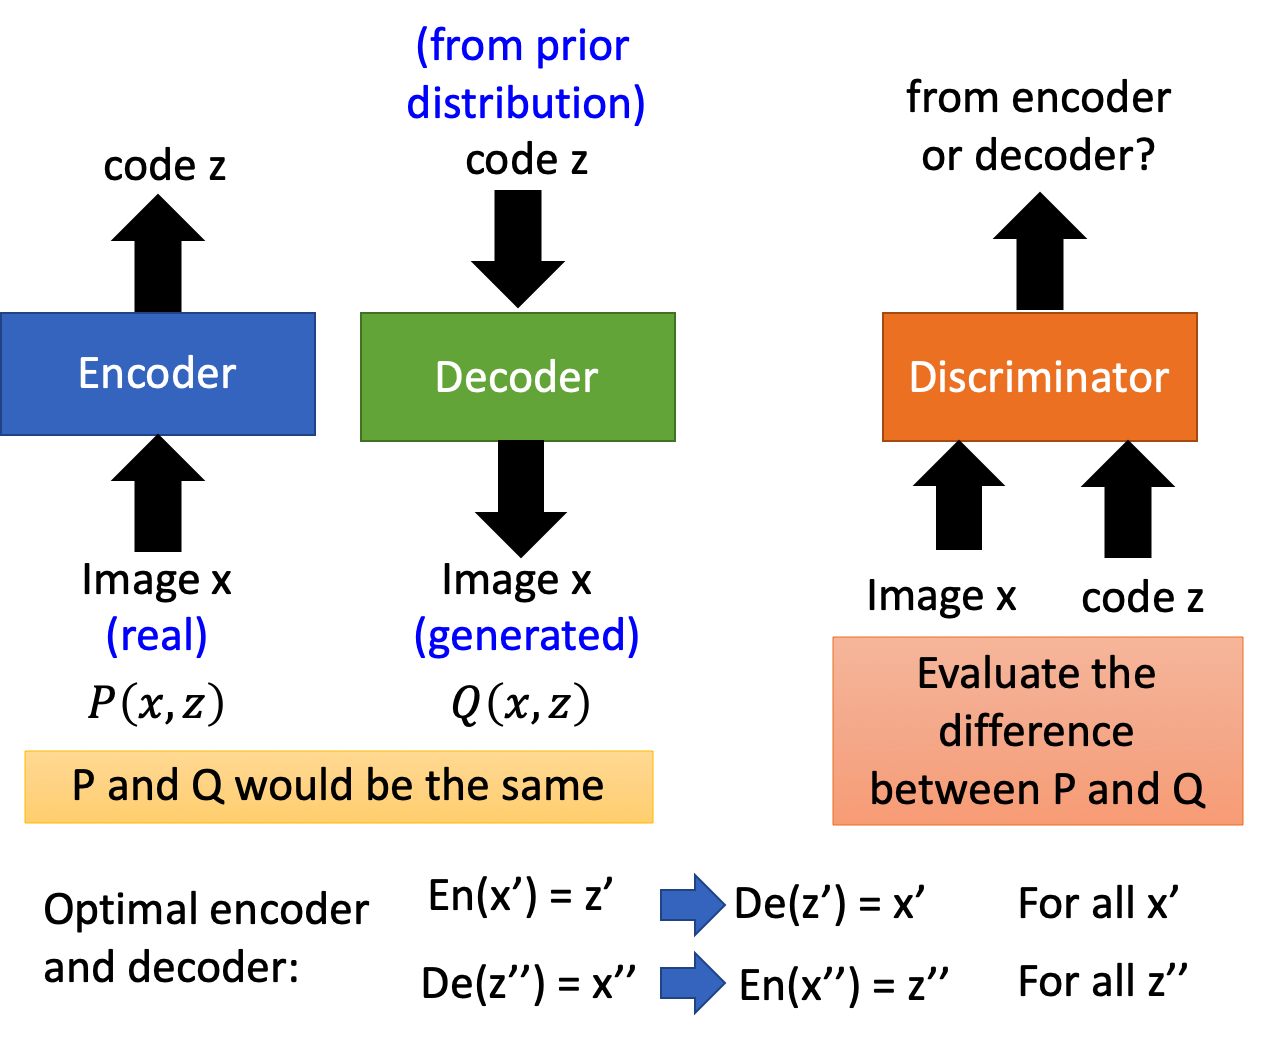 code z
Encoder
Image x
(real)
P(x, z)
(from prior
distribution)
code z
Decoder
Image x
(generated)
Q(x, z)
P and Q would be the same
from encoder
or decoder?
Discriminator
Image x
code z
Evaluate the
difference
between P and Q
Optimal encoder
and decoder:
En(x’) = z’
De(z’) = x’
For all x’
De(z’’) = x’’
En(x’’) = z’’
For all z’’